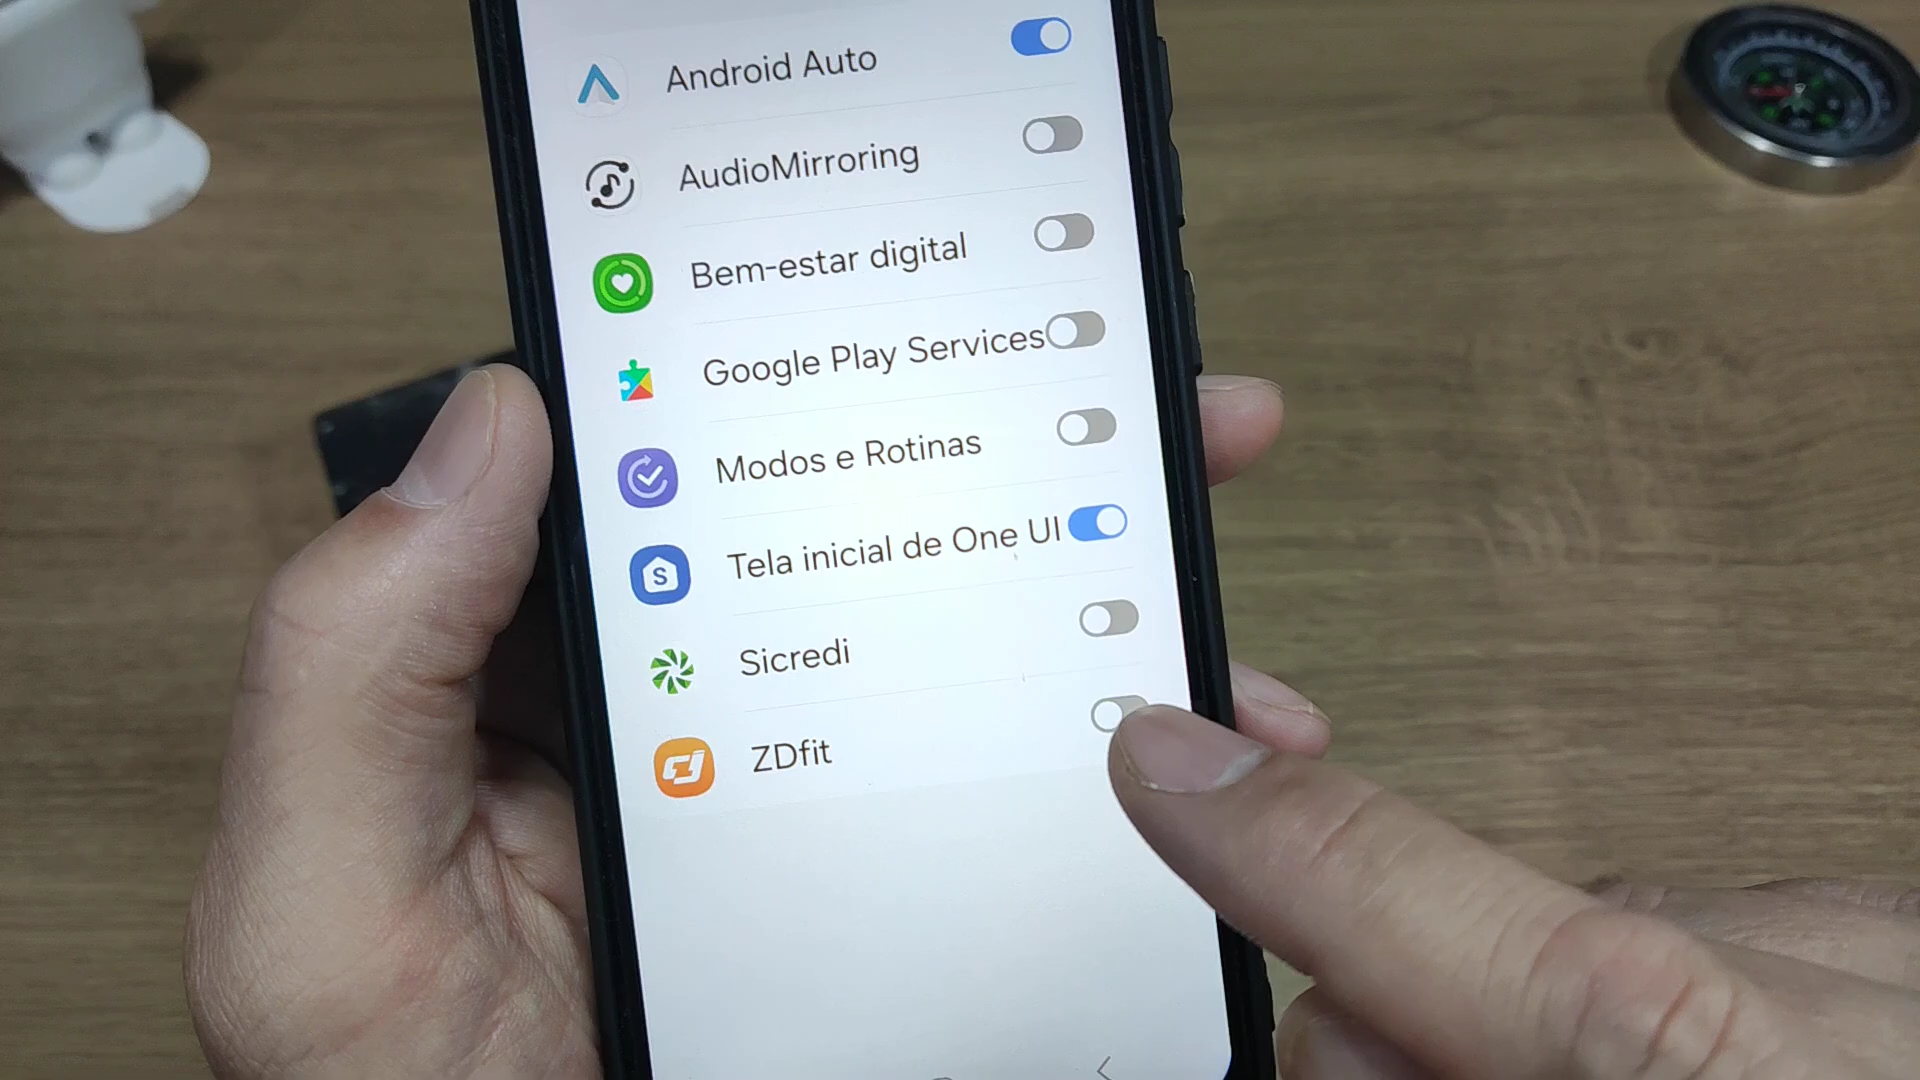 Android Auto
AudioMirroring
Bem-estar digital
Google Play Services
Modos e Rotinas
Tela inicial de One UI
S
Sicredi
ZDfit